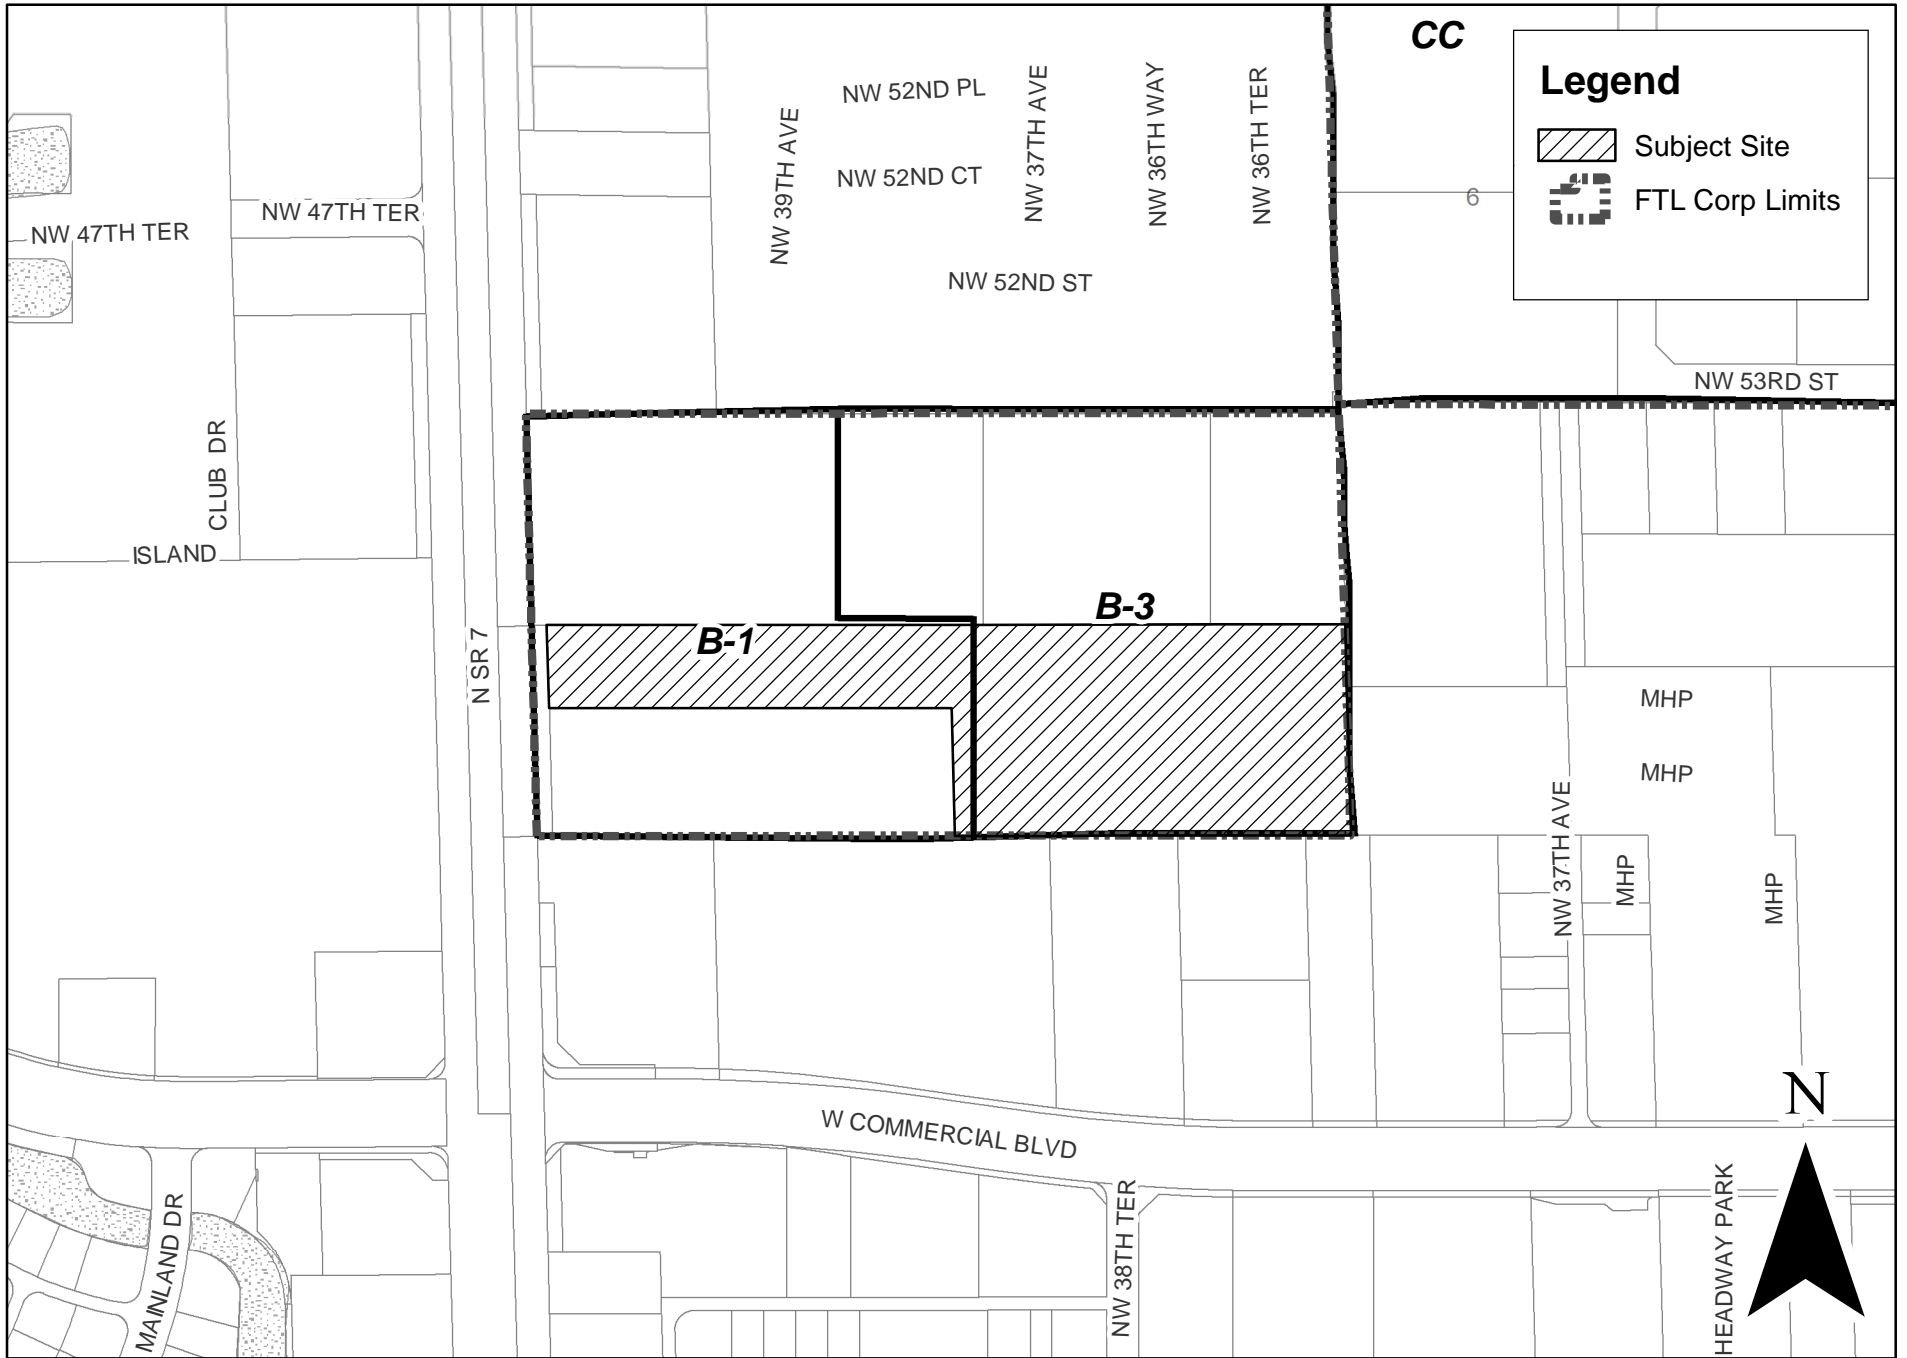 CC
Legend
Subject Site
FTL Corp Limits
6
NW 52ND PL
NW 52ND CT
NW 39TH AVE
NW 37TH AVE
NW 36TH WAY
NW 36TH TER
NW 52ND ST
NW 47TH TER
NW 47TH TER
NW 53RD ST
CLUB DR
ISLAND
N SR 7
B-1
B-3
MHP
MHP
NW 37TH AVE
MHP
MHP
W COMMERCIAL BLVD
N
MAINLAND DR
NW 38TH TER
HEADWAY PARK